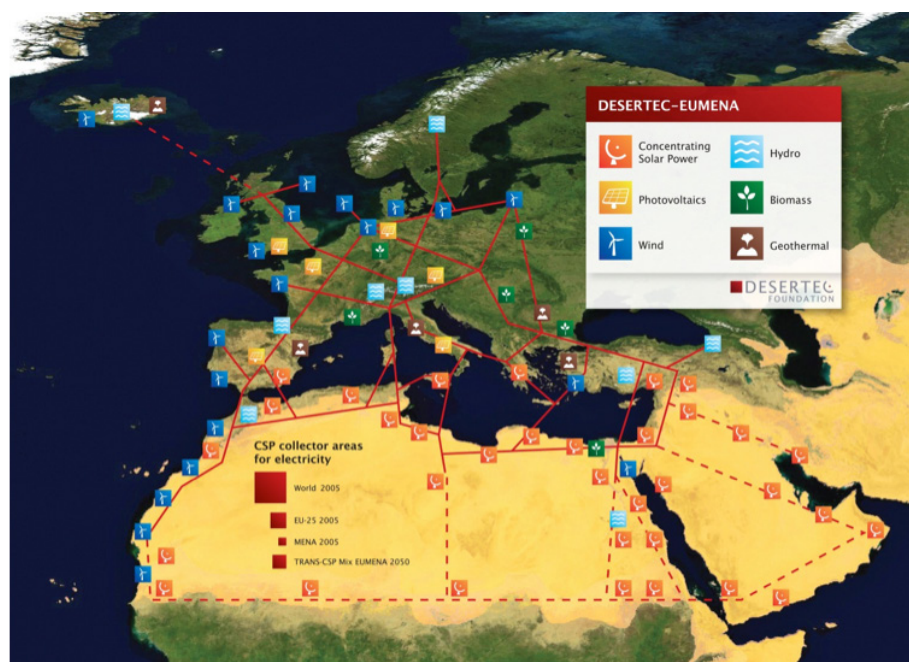 DESERTEC–EUMENA
Concentrating
Solar Power
Hydro
Photovoltaics
Biomass
Wind
Geothermal
DESERTEC
FOUNDATION
CSP collector areas
for electricity
World 2005
EU-25 2005
MENA 2005
TRANS-CSP Mix EUMENA 2050